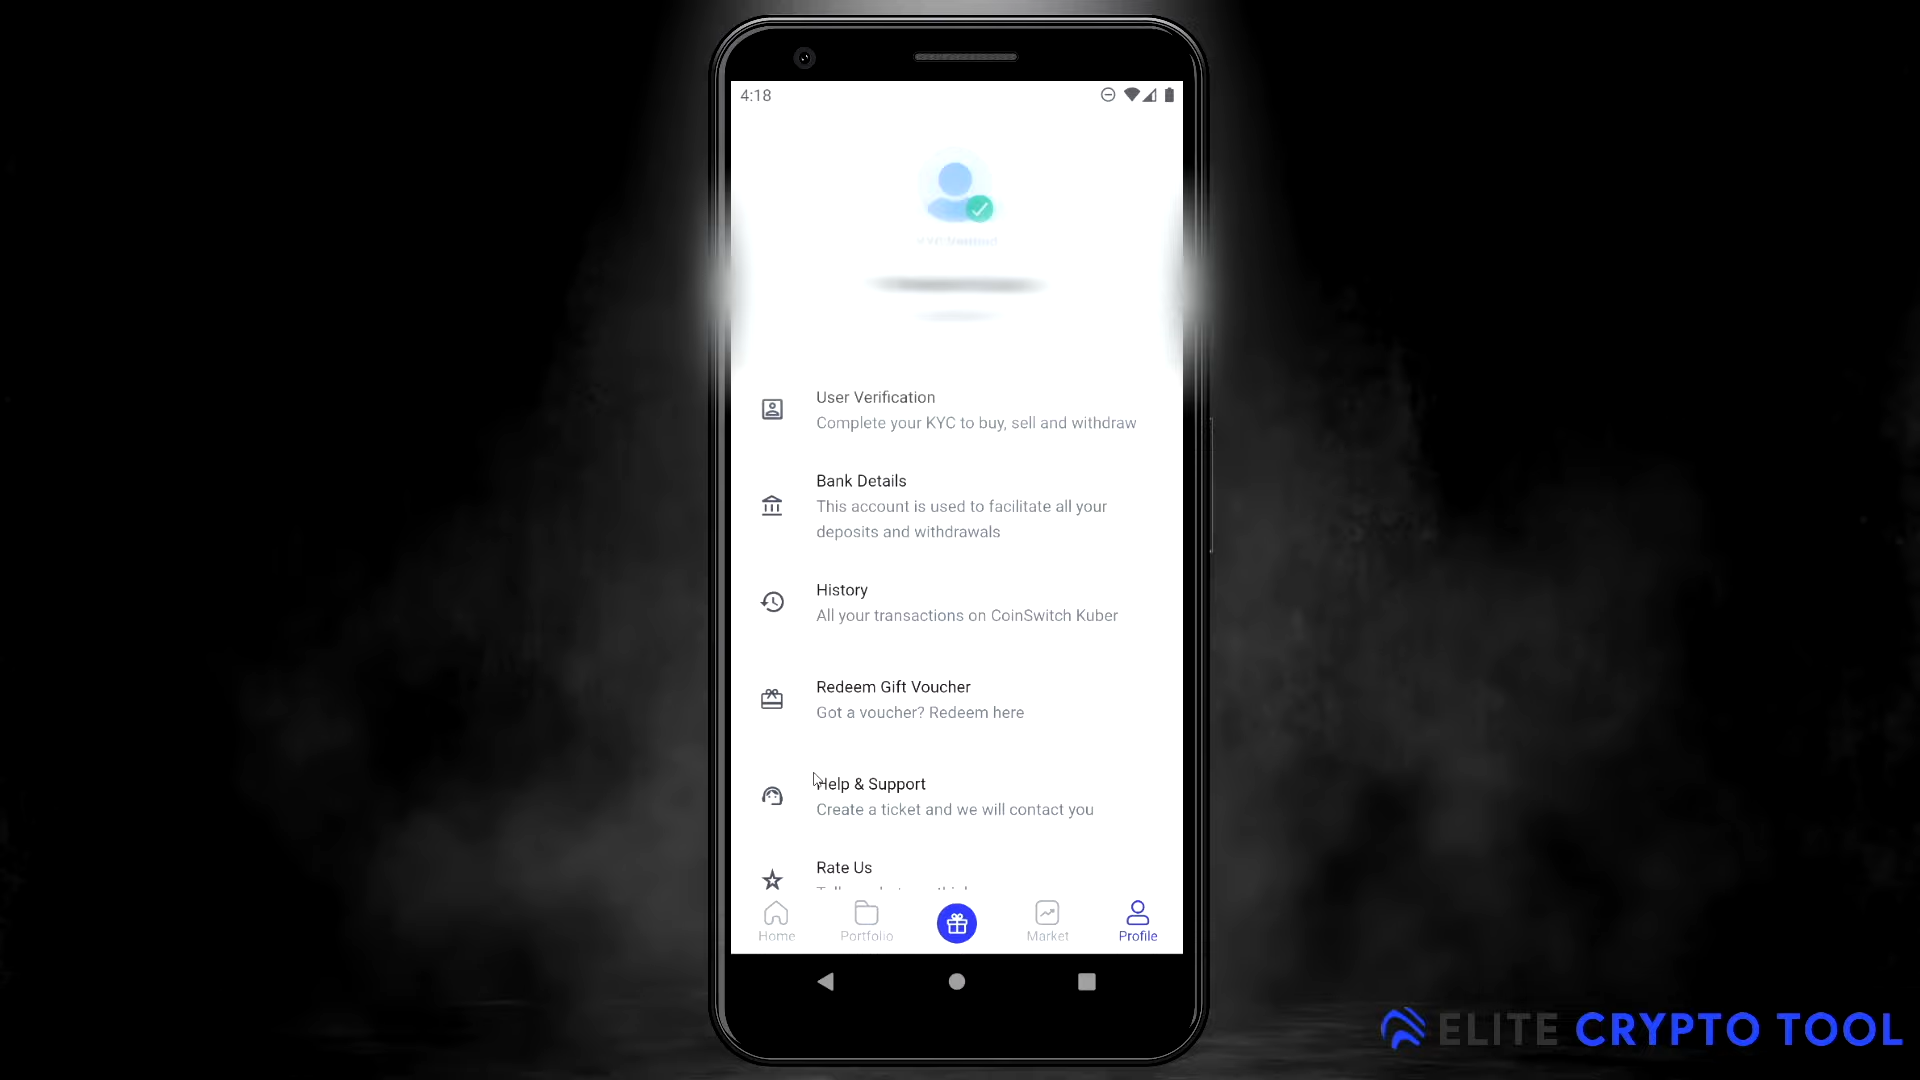 4:18
User Verification
Complete your KYC to buy, sell and withdraw
Bank Details
This account is used to facilitate all your
deposits and withdrawals
History
All your transactions on CoinSwitch Kuber
Redeem Gift Voucher
Got a voucher? Redeem here
Help & Support
Create a ticket and we will contact you
Rate Us
Home
Portfolio
Market
Profile
ELITE CRYPTO TOOL